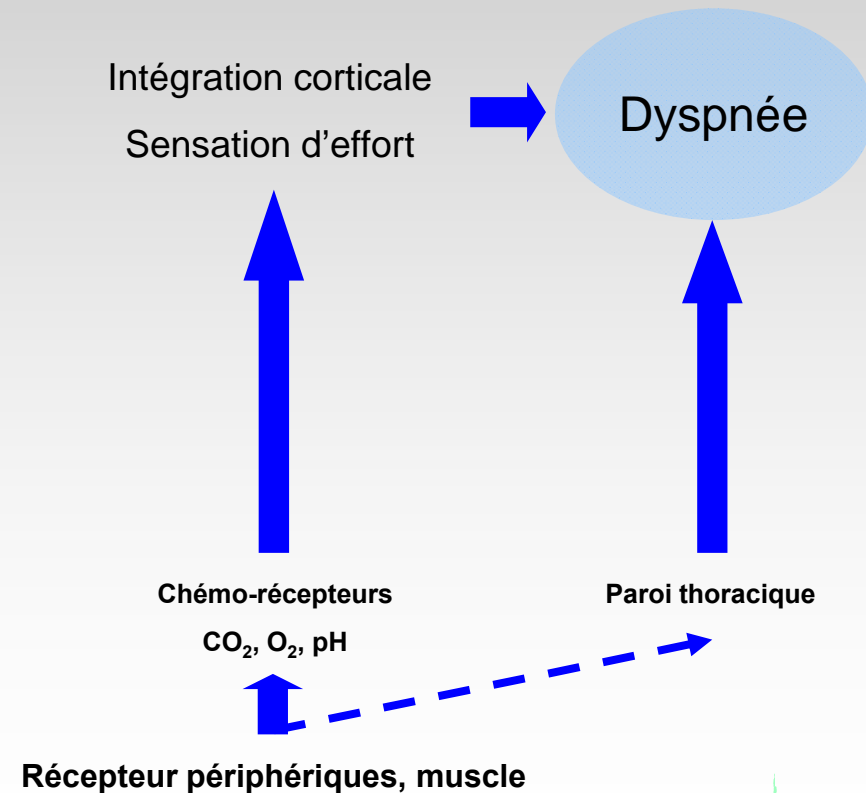 Intégration corticale
Sensation d'effort
Dyspnée
Chémo-récepteurs
CO₂, O₂, pH
Paroi thoracique
Récepteur périphériques, muscle